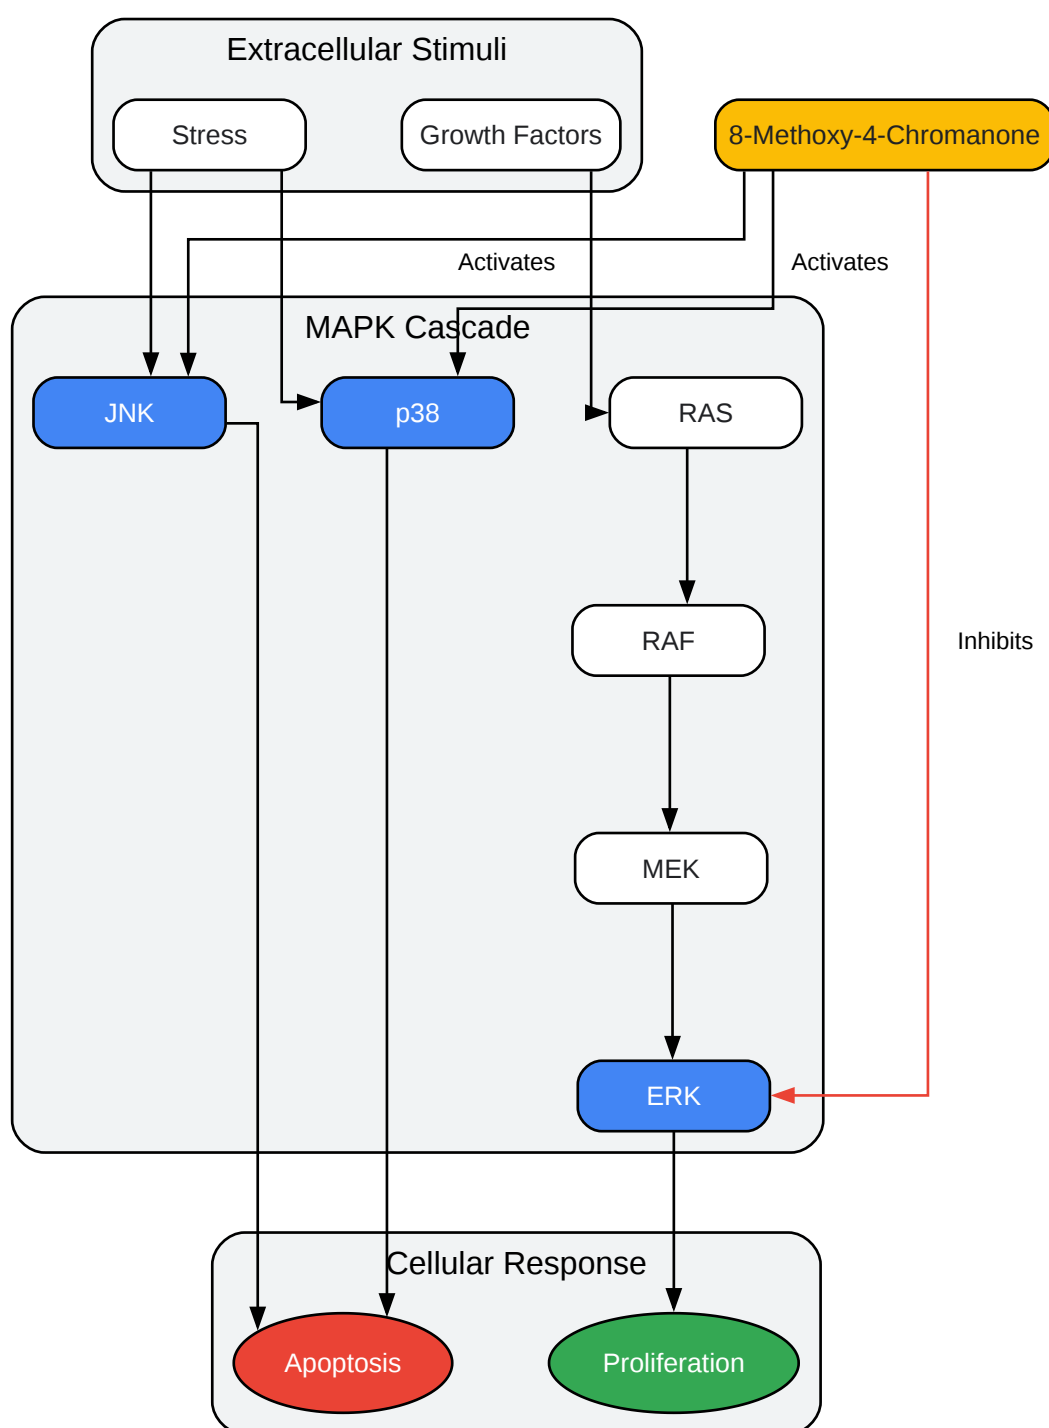 Extracellular Stimuli
Stress
Growth Factors
8-Methoxy-4-Chromanone
Activates
Activates
MAPK Cascade
JNK
p38
RAS
RAF
Inhibits
MEK
ERK
Cellular Response
Apoptosis
Proliferation